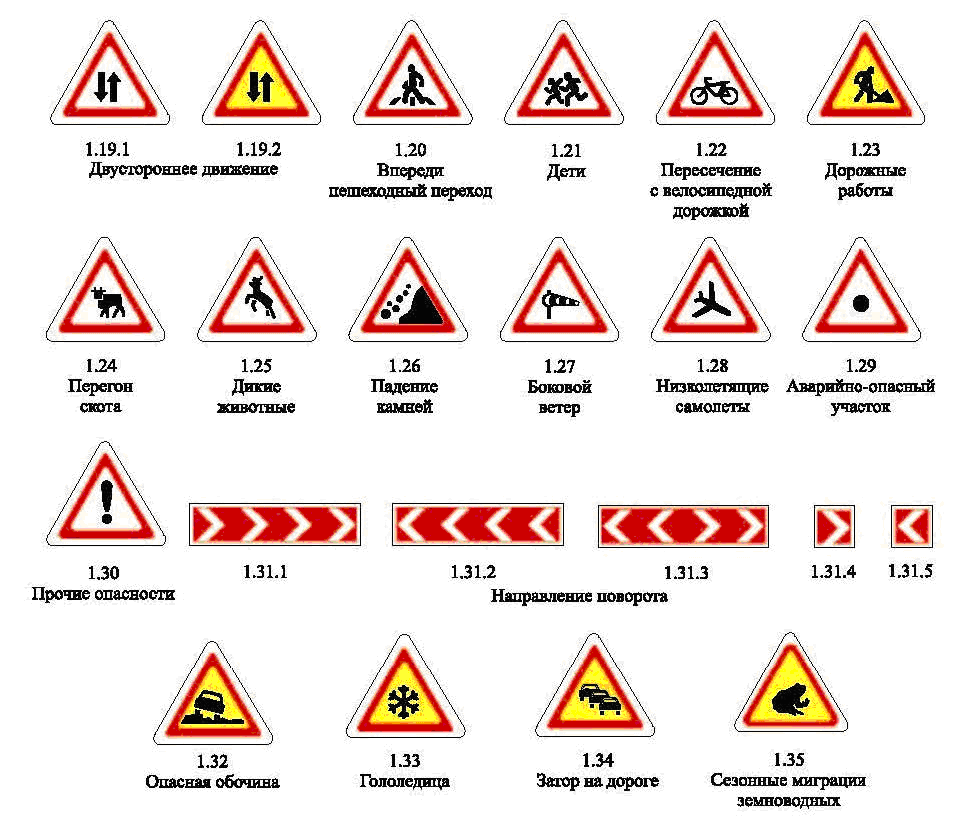 1.19.1 1.19.2 1.20 1.21 1.22 1.23
Двустороннее движение Впереди Дети Пересечение Дорожные
пешеходный переход с велосипедной работы
дорожкой
1.24 1.25 1.26 1.27 1.28 1.29
Перегон Дикие Падение Боковой Низколетящие Аварийно-опасный
скота животные камней ветер самолеты участок
1.30 1.31.1 1.31.2 1.31.3 1.31.4 1.31.5
Прочие опасности Направление поворота
1.32 1.33 1.34 1.35
Опасная обочина Гололедица Затор на дороге Сезонные миграции
земноводных